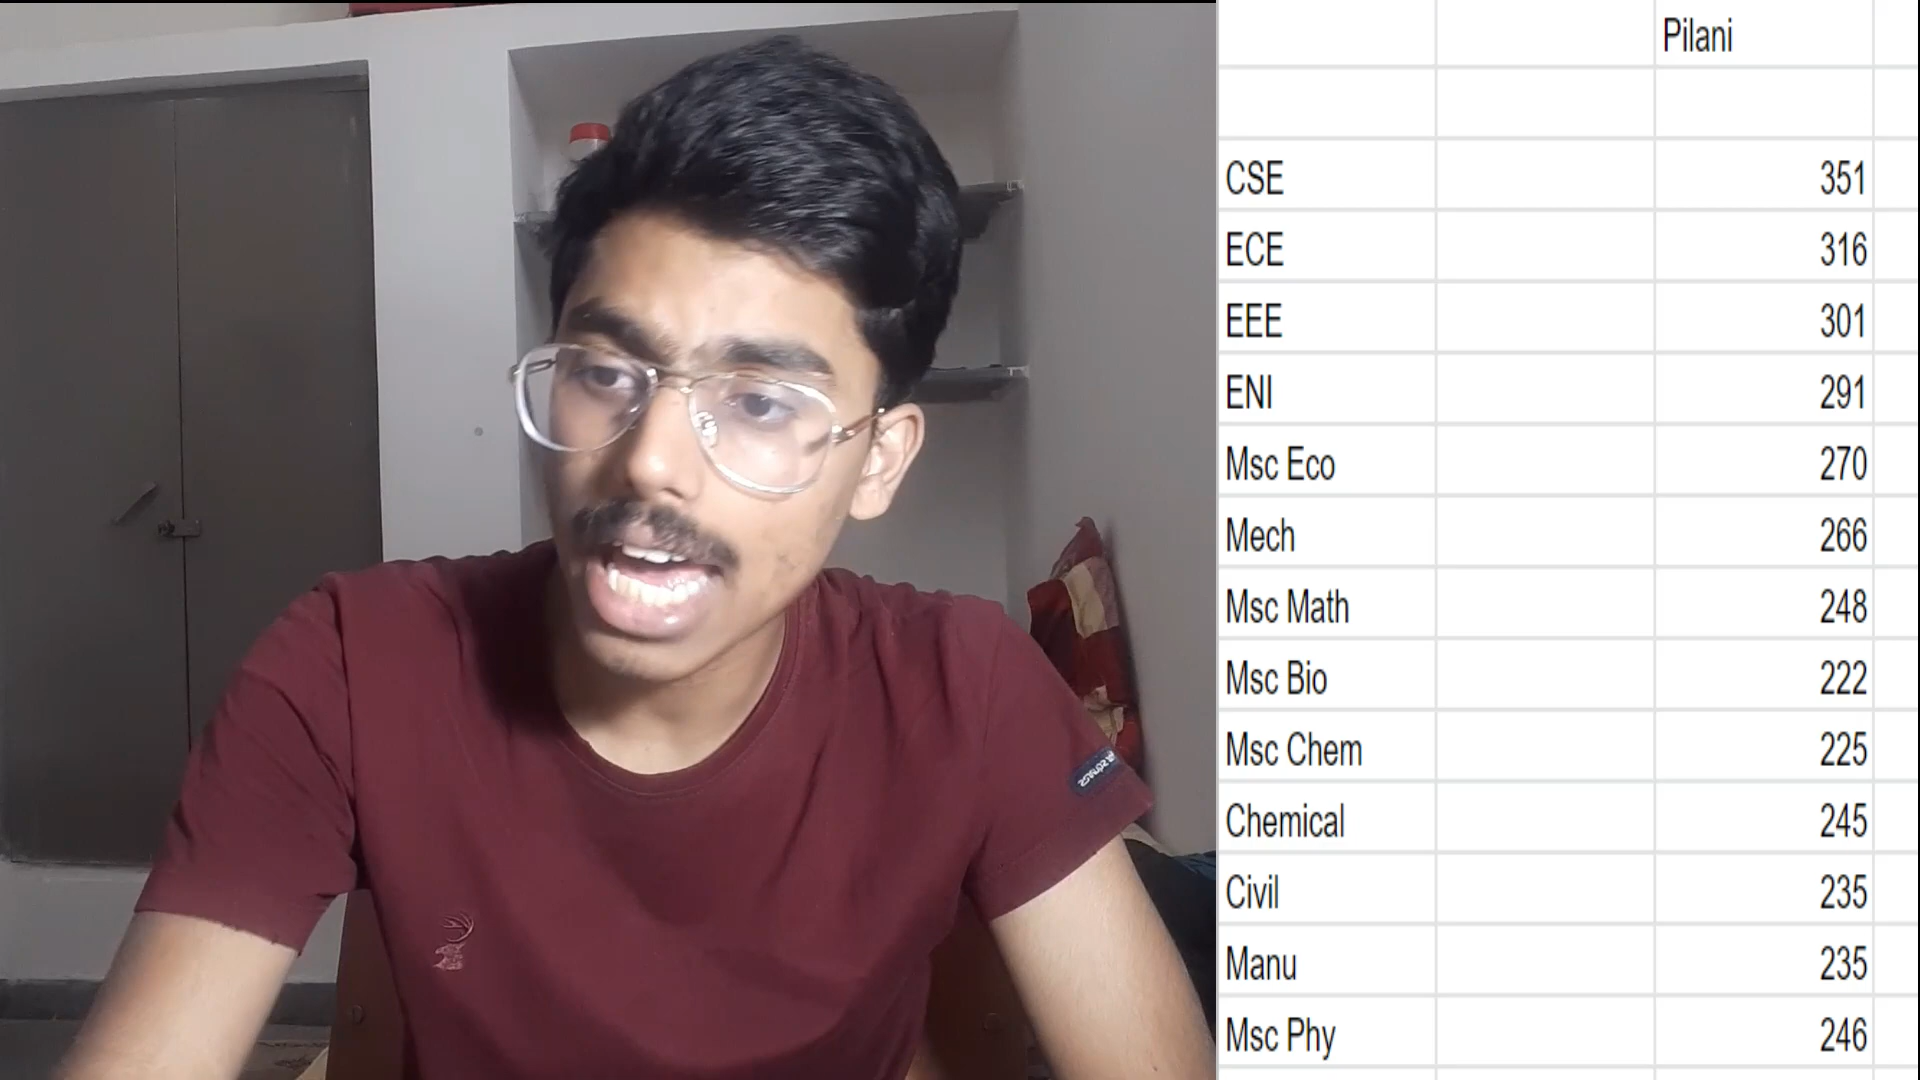 Pilani
CSE 351
ECE 316
EEE 301
ENI 291
Msc Eco 270
Mech 266
Msc Math 248
Msc Bio 222
Msc Chem 225
Chemical 245
Civil 235
Manu 235
Msc Phy 246